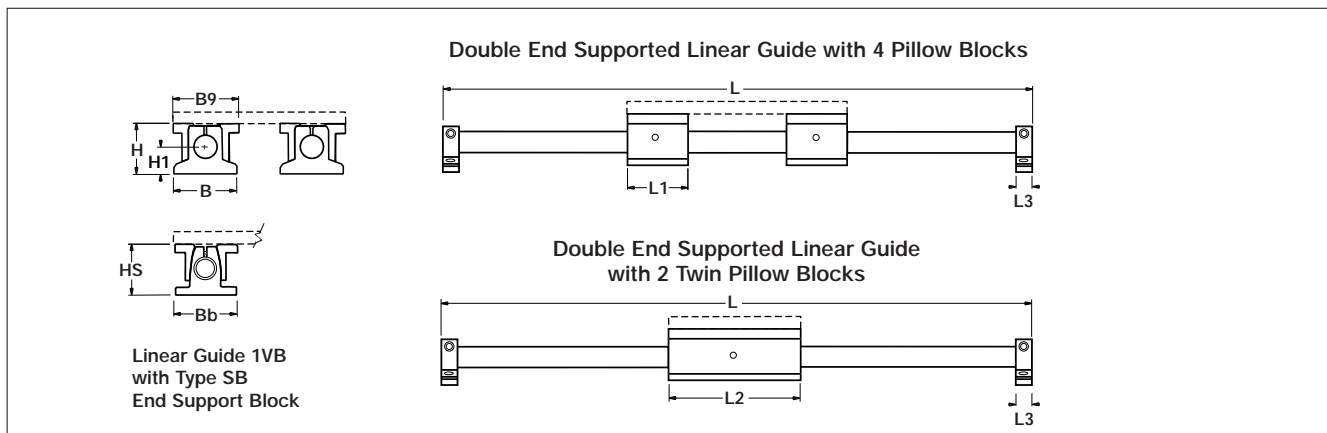 Double End Supported Linear Guide with 4 Pillow Blocks
B9
L
H
H1
B
L1
L3
Double End Supported Linear Guide
with 2 Twin Pillow Blocks
HS
Bb
L
Linear Guide 1VB
with Type SB
End Support Block
L2
L3